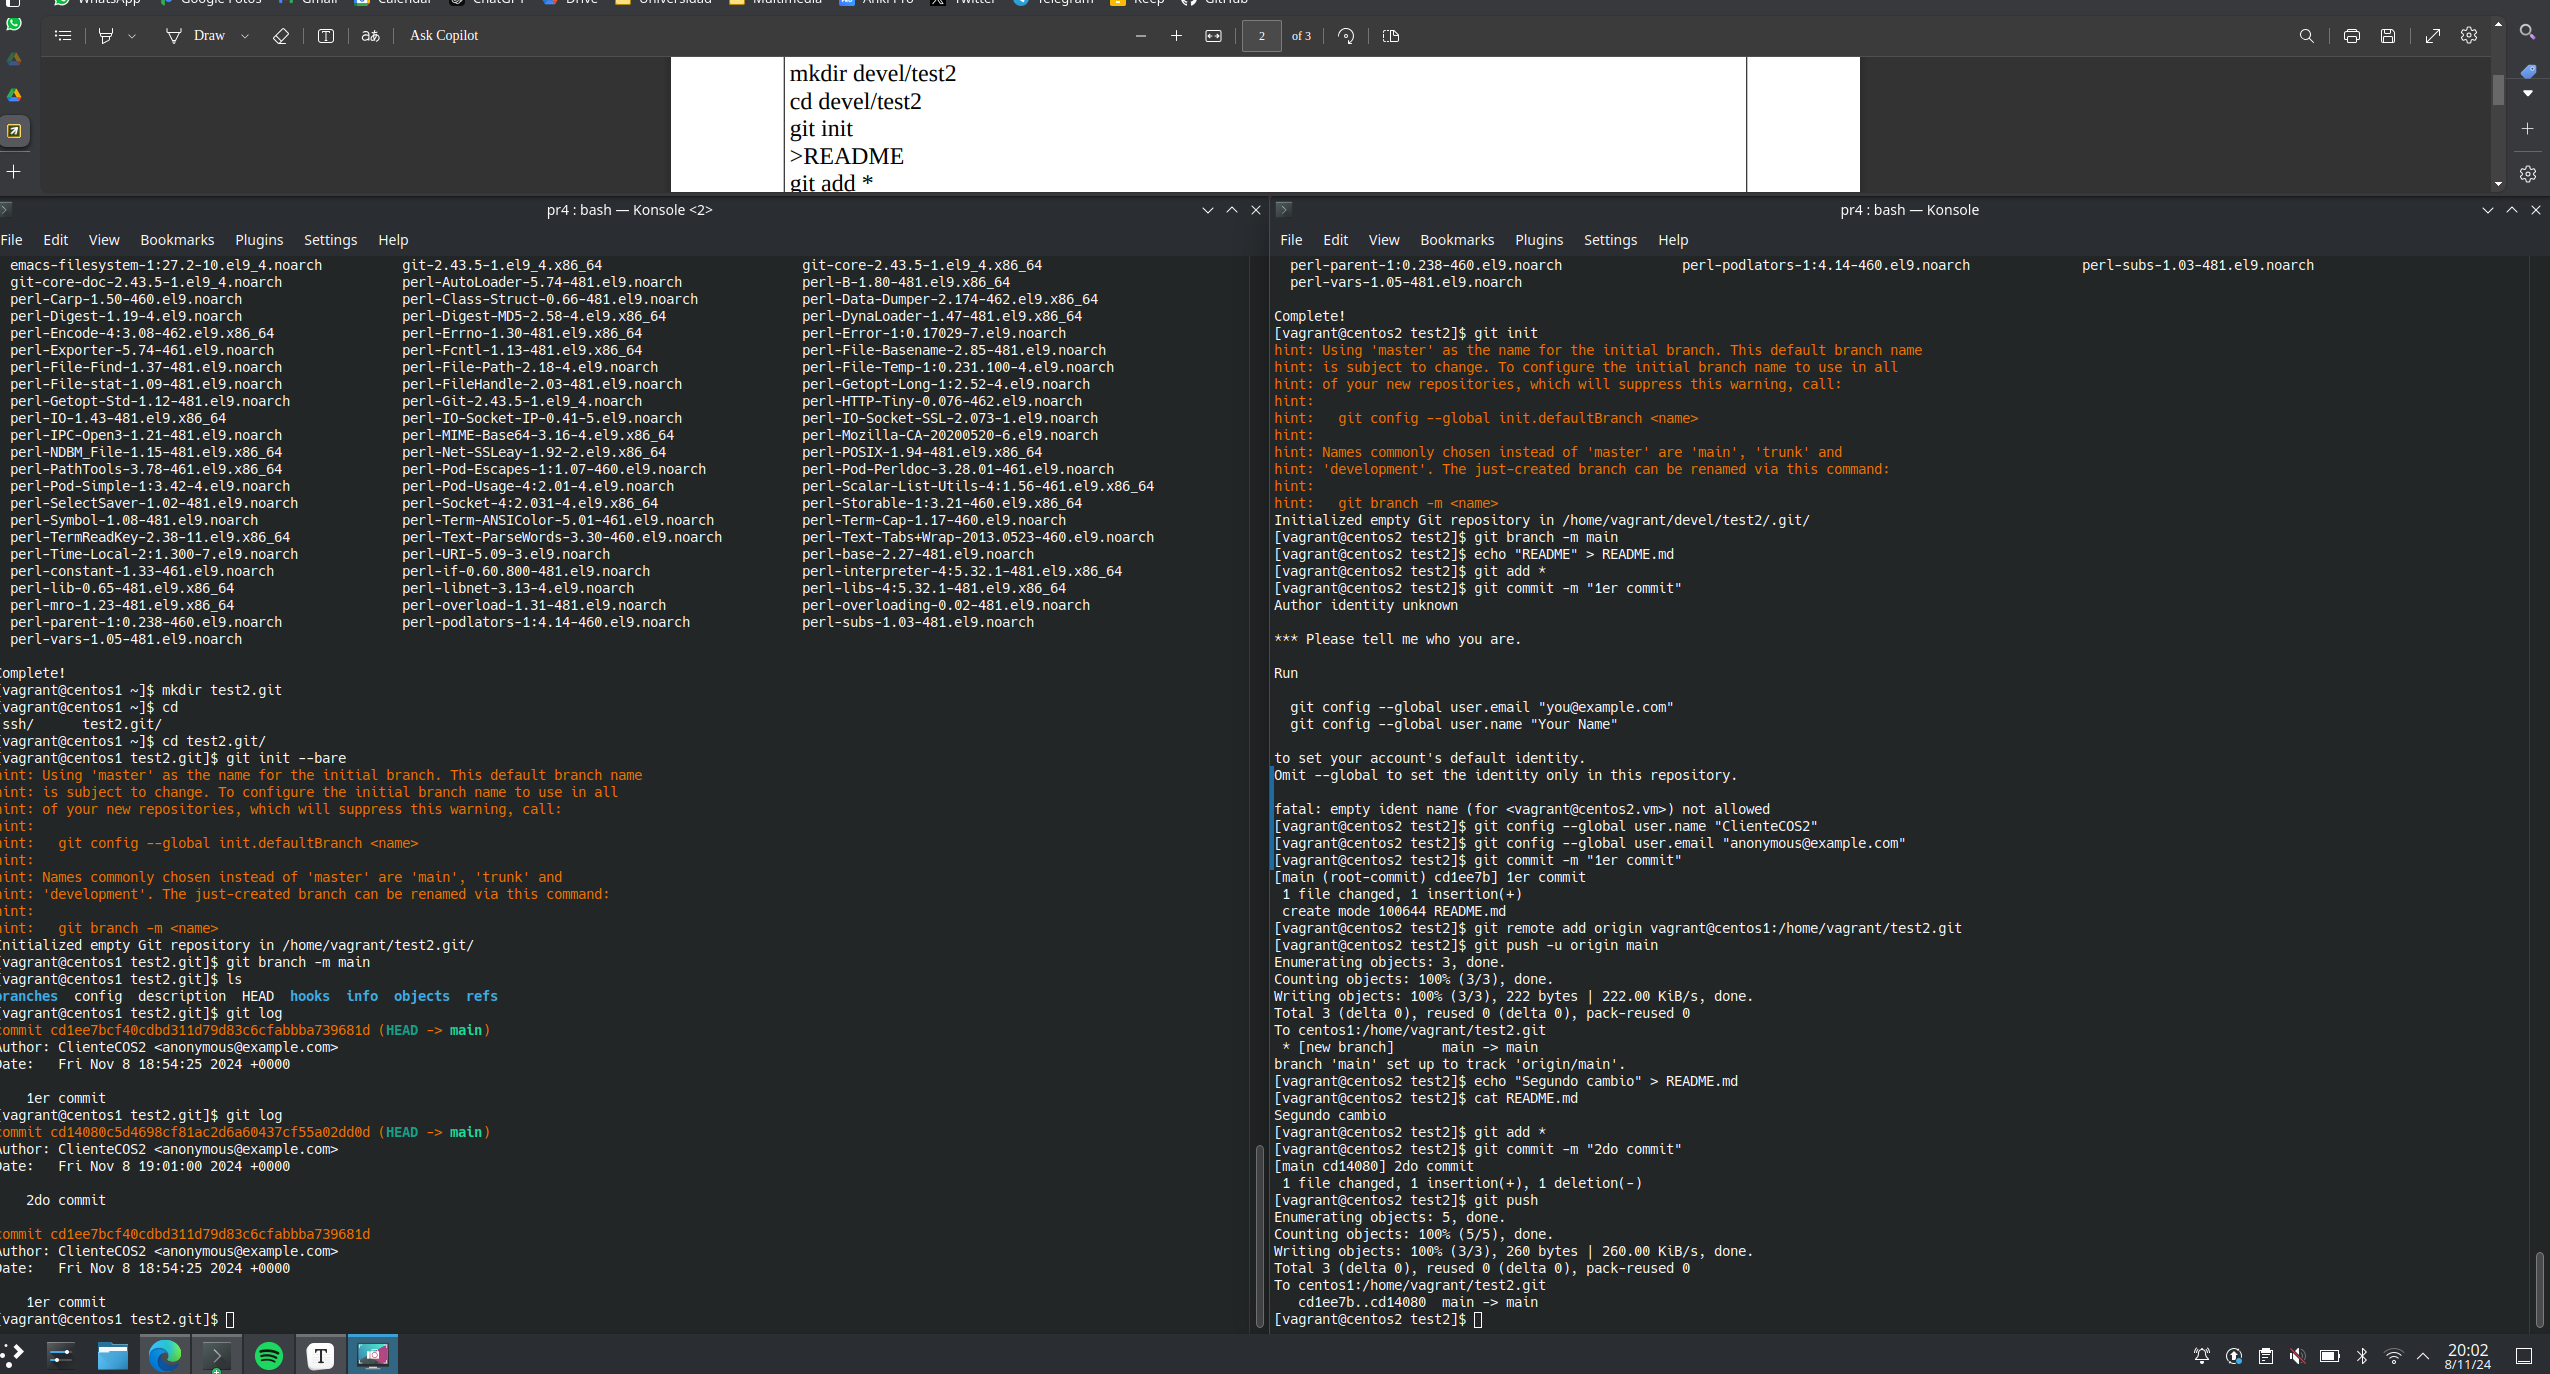 WhatsApp Google Fotos Gmail Calendar ChatGPT Drive Universidad Multimedia Anki Pro Twitter Telegram Keep GitHub
Draw aあ Ask Copilot 2 of 3
mkdir devel/test2
cd devel/test2
git init
>README
git add *
pr4 : bash — Konsole <2>
File Edit View Bookmarks Plugins Settings Help
emacs-filesystem-1:27.2-10.el9_4.noarch git-2.43.5-1.el9_4.x86_64 git-core-2.43.5-1.el9_4.x86_64
git-core-doc-2.43.5-1.el9_4.noarch perl-AutoLoader-5.74-481.el9.noarch perl-B-1.80-481.el9.x86_64
perl-Carp-1.50-460.el9.noarch perl-Class-Struct-0.66-481.el9.noarch perl-Data-Dumper-2.174-462.el9.x86_64
perl-Digest-1.19-4.el9.noarch perl-Digest-MD5-2.58-4.el9.x86_64 perl-DynaLoader-1.47-481.el9.x86_64
perl-Encode-4:3.08-462.el9.x86_64 perl-Errno-1.30-481.el9.x86_64 perl-Error-1:0.17029-7.el9.noarch
perl-Exporter-5.74-461.el9.noarch perl-Fcntl-1.13-481.el9.x86_64 perl-File-Basename-2.85-481.el9.noarch
perl-File-Find-1.37-481.el9.noarch perl-File-Path-2.18-4.el9.noarch perl-File-Temp-1:0.231.100-4.el9.noarch
perl-File-stat-1.09-481.el9.noarch perl-FileHandle-2.03-481.el9.noarch perl-Getopt-Long-1:2.52-4.el9.noarch
perl-Getopt-Std-1.12-481.el9.noarch perl-Git-2.43.5-1.el9_4.noarch perl-HTTP-Tiny-0.076-462.el9.noarch
perl-IO-1.43-481.el9.x86_64 perl-IO-Socket-IP-0.41-5.el9.noarch perl-IO-Socket-SSL-2.073-1.el9.noarch
perl-IPC-Open3-1.21-481.el9.noarch perl-MIME-Base64-3.16-4.el9.x86_64 perl-Mozilla-CA-20200520-6.el9.noarch
perl-NDBM_File-1.15-481.el9.x86_64 perl-Net-SSLeay-1.92-2.el9.x86_64 perl-POSIX-1.94-481.el9.x86_64
perl-PathTools-3.78-461.el9.x86_64 perl-Pod-Escapes-1:1.07-460.el9.noarch perl-Pod-Perldoc-3.28.01-461.el9.noarch
perl-Pod-Simple-1:3.42-4.el9.noarch perl-Pod-Usage-4:2.01-4.el9.noarch perl-Scalar-List-Utils-4:1.56-461.el9.x86_64
perl-SelectSaver-1.02-481.el9.noarch perl-Socket-4:2.031-4.el9.x86_64 perl-Storable-1:3.21-460.el9.x86_64
perl-Symbol-1.08-481.el9.noarch perl-Term-ANSIColor-5.01-461.el9.noarch perl-Term-Cap-1.17-460.el9.noarch
perl-TermReadKey-2.38-11.el9.x86_64 perl-Text-ParseWords-3.30-460.el9.noarch perl-Text-Tabs+Wrap-2013.0523-460.el9.noarch
perl-Time-Local-2:1.300-7.el9.noarch perl-URI-5.09-3.el9.noarch perl-base-2.27-481.el9.noarch
perl-constant-1.33-461.el9.noarch perl-if-0.60.800-481.el9.noarch perl-interpreter-4:5.32.1-481.el9.x86_64
perl-lib-0.65-481.el9.x86_64 perl-libnet-3.13-4.el9.noarch perl-libs-4:5.32.1-481.el9.x86_64
perl-mro-1.23-481.el9.x86_64 perl-overload-1.31-481.el9.noarch perl-overloading-0.02-481.el9.noarch
perl-parent-1:0.238-460.el9.noarch perl-podlators-1:4.14-460.el9.noarch perl-subs-1.03-481.el9.noarch
perl-vars-1.05-481.el9.noarch
Complete!
[vagrant@centos1 ~]$ mkdir test2.git
[vagrant@centos1 ~]$ cd
ssh/ test2.git/
[vagrant@centos1 ~]$ cd test2.git/
[vagrant@centos1 test2.git]$ git init --bare
hint: Using 'master' as the name for the initial branch. This default branch name
hint: is subject to change. To configure the initial branch name to use in all
hint: of your new repositories, which will suppress this warning, call:
hint:
hint: git config --global init.defaultBranch <name>
hint:
hint: Names commonly chosen instead of 'master' are 'main', 'trunk' and
hint: 'development'. The just-created branch can be renamed via this command:
hint:
hint: git branch -m <name>
Initialized empty Git repository in /home/vagrant/test2.git/
[vagrant@centos1 test2.git]$ git branch -m main
[vagrant@centos1 test2.git]$ ls
branches config description HEAD hooks info objects refs
[vagrant@centos1 test2.git]$ git log
commit cd1ee7bcf40cdbd311d79d83c6cfabbba739681d (HEAD -> main)
Author: ClienteCOS2 <anonymous@example.com>
Date: Fri Nov 8 18:54:25 2024 +0000
1er commit
[vagrant@centos1 test2.git]$ git log
commit cd14080c5d4698cf81ac2d6a60437cf55a02dd0d (HEAD -> main)
Author: ClienteCOS2 <anonymous@example.com>
Date: Fri Nov 8 19:01:00 2024 +0000
2do commit
commit cd1ee7bcf40cdbd311d79d83c6cfabbba739681d
Author: ClienteCOS2 <anonymous@example.com>
Date: Fri Nov 8 18:54:25 2024 +0000
1er commit
[vagrant@centos1 test2.git]$
pr4 : bash — Konsole
File Edit View Bookmarks Plugins Settings Help
perl-parent-1:0.238-460.el9.noarch perl-podlators-1:4.14-460.el9.noarch perl-subs-1.03-481.el9.noarch
perl-vars-1.05-481.el9.noarch
Complete!
[vagrant@centos2 test2]$ git init
hint: Using 'master' as the name for the initial branch. This default branch name
hint: is subject to change. To configure the initial branch name to use in all
hint: of your new repositories, which will suppress this warning, call:
hint:
hint: git config --global init.defaultBranch <name>
hint:
hint: Names commonly chosen instead of 'master' are 'main', 'trunk' and
hint: 'development'. The just-created branch can be renamed via this command:
hint:
hint: git branch -m <name>
Initialized empty Git repository in /home/vagrant/devel/test2/.git/
[vagrant@centos2 test2]$ git branch -m main
[vagrant@centos2 test2]$ echo "README" > README.md
[vagrant@centos2 test2]$ git add *
[vagrant@centos2 test2]$ git commit -m "1er commit"
Author identity unknown
*** Please tell me who you are.
Run
git config --global user.email "you@example.com"
git config --global user.name "Your Name"
to set your account's default identity.
Omit --global to set the identity only in this repository.
fatal: empty ident name (for <vagrant@centos2.vm>) not allowed
[vagrant@centos2 test2]$ git config --global user.name "ClienteCOS2"
[vagrant@centos2 test2]$ git config --global user.email "anonymous@example.com"
[vagrant@centos2 test2]$ git commit -m "1er commit"
[main (root-commit) cd1ee7b] 1er commit
1 file changed, 1 insertion(+)
create mode 100644 README.md
[vagrant@centos2 test2]$ git remote add origin vagrant@centos1:/home/vagrant/test2.git
[vagrant@centos2 test2]$ git push -u origin main
Enumerating objects: 3, done.
Counting objects: 100% (3/3), done.
Writing objects: 100% (3/3), 222 bytes | 222.00 KiB/s, done.
Total 3 (delta 0), reused 0 (delta 0), pack-reused 0
To centos1:/home/vagrant/test2.git
* [new branch] main -> main
branch 'main' set up to track 'origin/main'.
[vagrant@centos2 test2]$ echo "Segundo cambio" > README.md
[vagrant@centos2 test2]$ cat README.md
Segundo cambio
[vagrant@centos2 test2]$ git add *
[vagrant@centos2 test2]$ git commit -m "2do commit"
[main cd14080] 2do commit
1 file changed, 1 insertion(+), 1 deletion(-)
[vagrant@centos2 test2]$ git push
Enumerating objects: 5, done.
Counting objects: 100% (5/5), done.
Writing objects: 100% (3/3), 260 bytes | 260.00 KiB/s, done.
Total 3 (delta 0), reused 0 (delta 0), pack-reused 0
To centos1:/home/vagrant/test2.git
cd1ee7b..cd14080 main -> main
[vagrant@centos2 test2]$
20:02
8/11/24